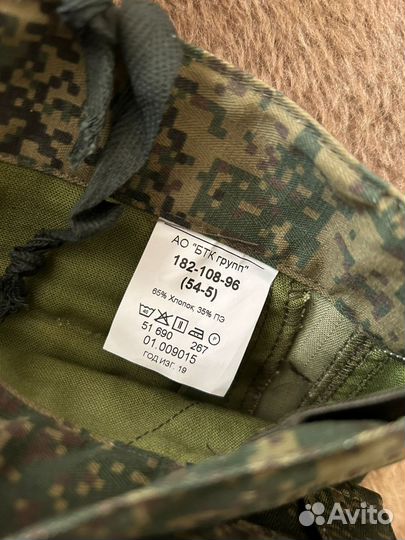 АО "БТК групп"
182-108-96
(54-5)
65% Хлопок 35% ПЭ
40
51 690 267
01.009015
ГОД ИЗГ. 19
Avito